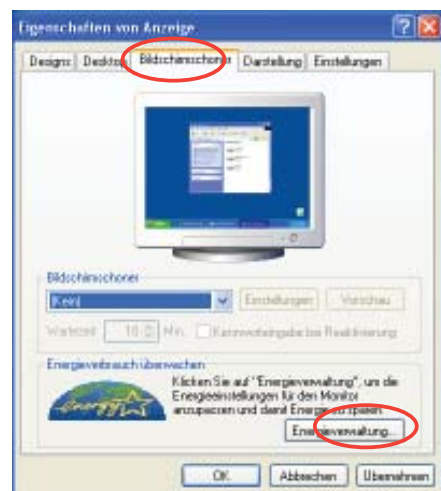 Eigenschaften von Anzeige
Designs Desktop Bildschirmschoner Darstellung Einstellungen
Bildschirmschoner
(Kein)
Einstellungen Vorschau
Wartezeit 10 Min. Kennworteingabe bei Reaktivierung
Energieverbrauch überwachen
Klicken Sie auf "Energieverwaltung", um die
Energieeinstellungen für den Monitor
anzupassen und damit Energie zu sparen.
Energieverwaltung...
OK Abbrechen Übernehmen